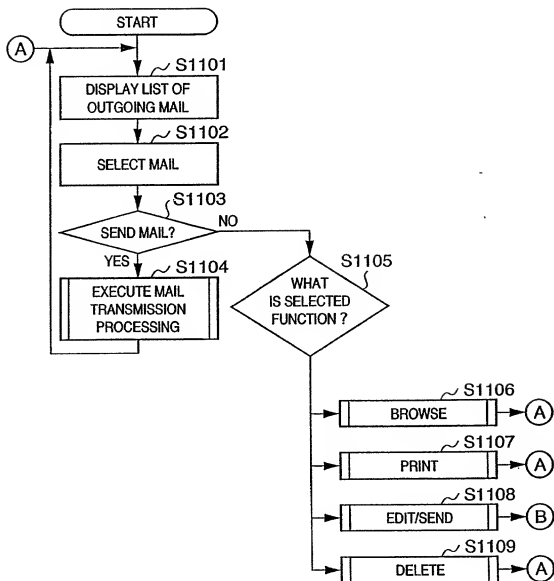 START
A
S1101
DISPLAY LIST OF
OUTGOING MAIL
S1102
SELECT MAIL
S1103
SEND MAIL?
NO
YES
S1104
EXECUTE MAIL
TRANSMISSION
PROCESSING
S1105
WHAT
IS SELECTED
FUNCTION ?
S1106
BROWSE
A
S1107
PRINT
A
S1108
EDIT/SEND
B
S1109
DELETE
A